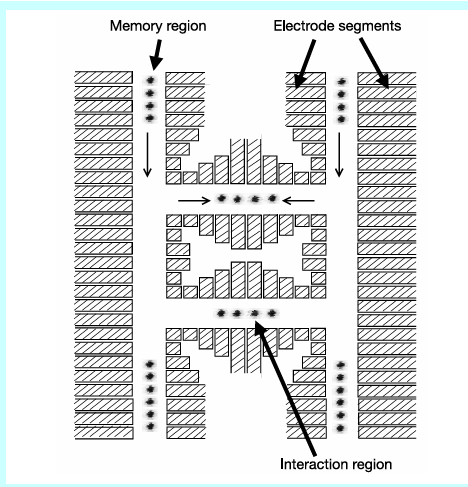 Memory region
Electrode segments
Interaction region